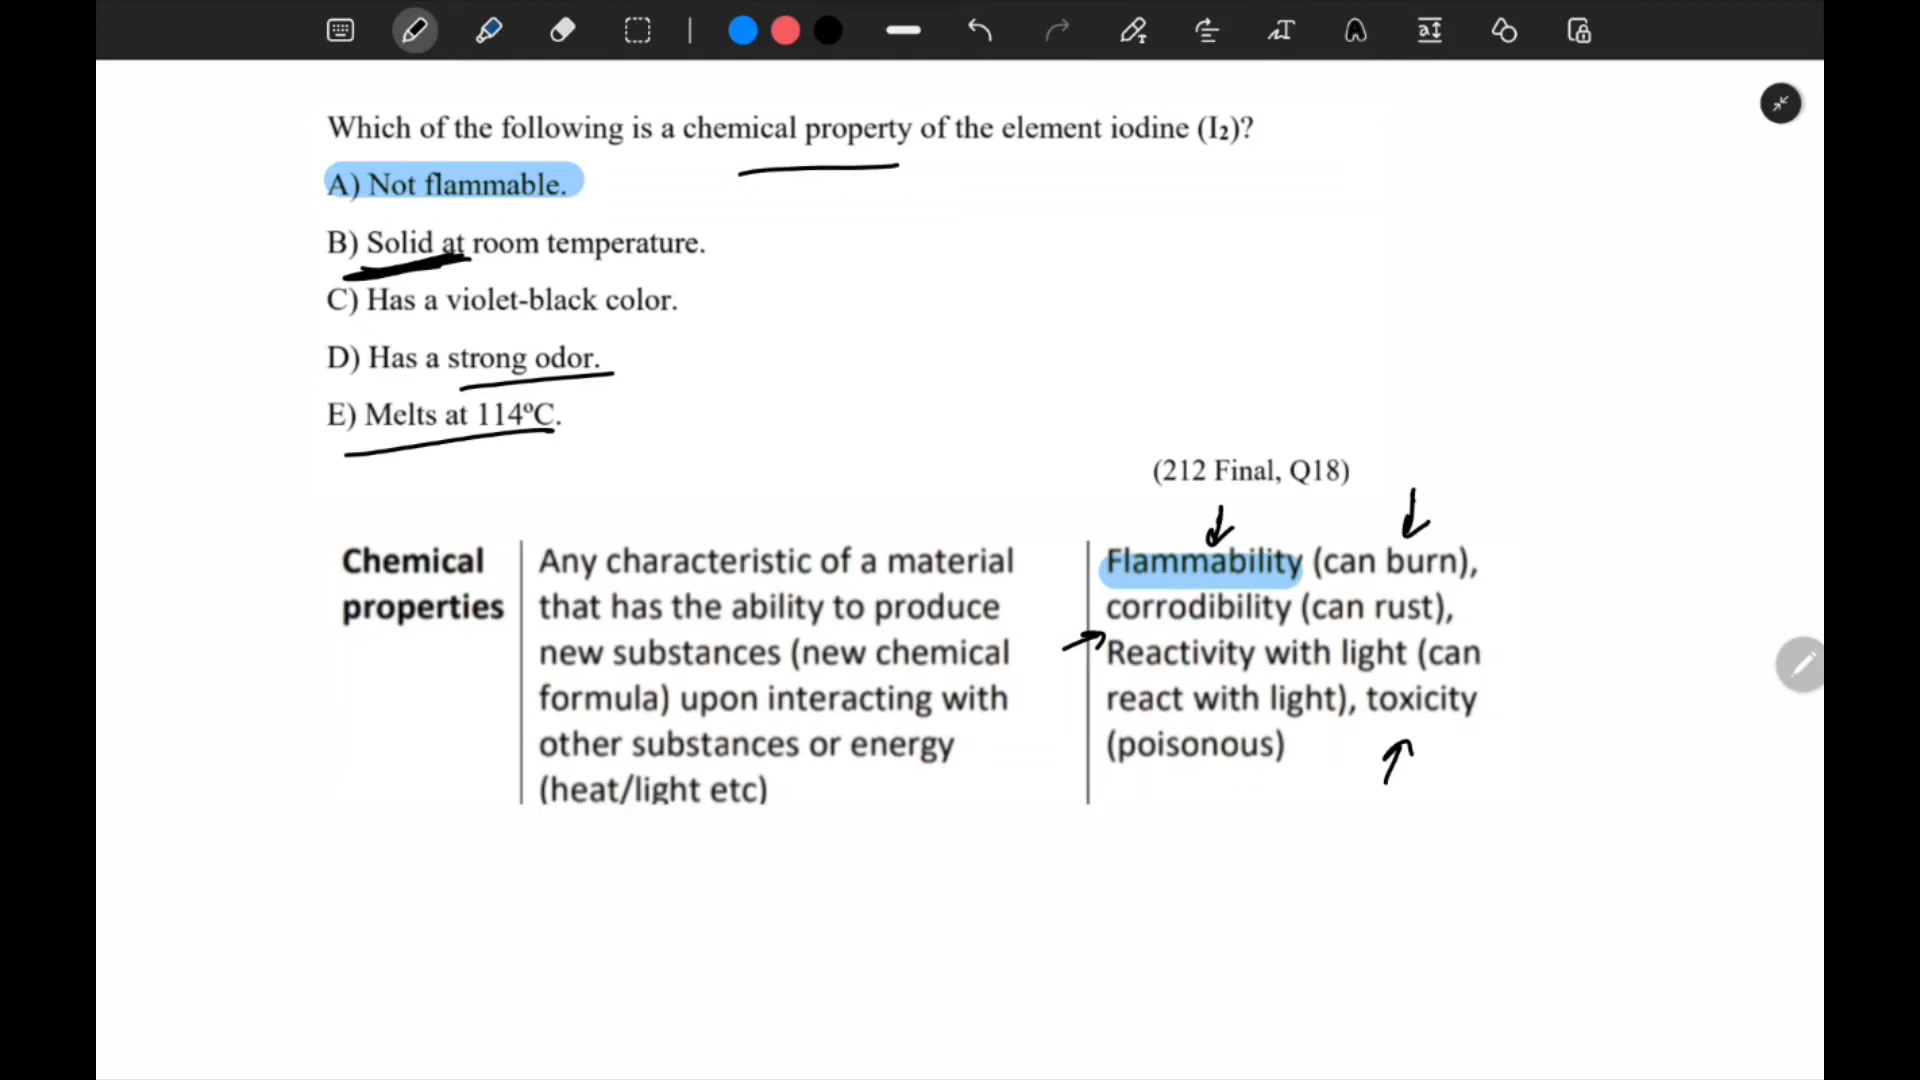 Which of the following is a chemical property of the element iodine (I₂)?
A) Not flammable.
B) Solid at room temperature.
C) Has a violet-black color.
D) Has a strong odor.
E) Melts at 114ºC.
(212 Final, Q18)
Chemical
properties
Any characteristic of a material
that has the ability to produce
new substances (new chemical
formula) upon interacting with
other substances or energy
(heat/light etc)
Flammability (can burn),
corrodibility (can rust),
Reactivity with light (can
react with light), toxicity
(poisonous)